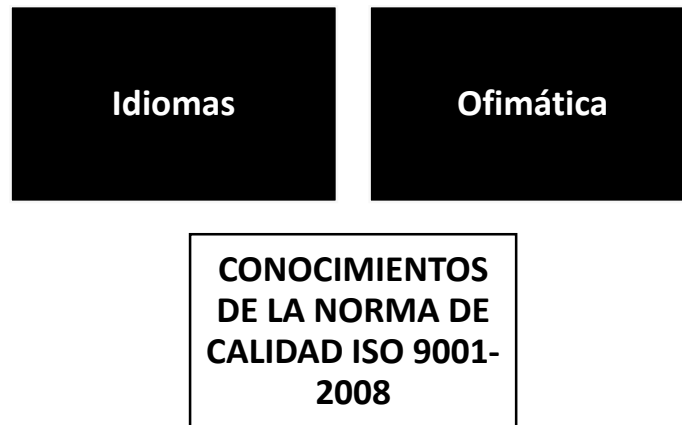 Idiomas
Ofimática
CONOCIMIENTOS
DE LA NORMA DE
CALIDAD ISO 9001-
2008